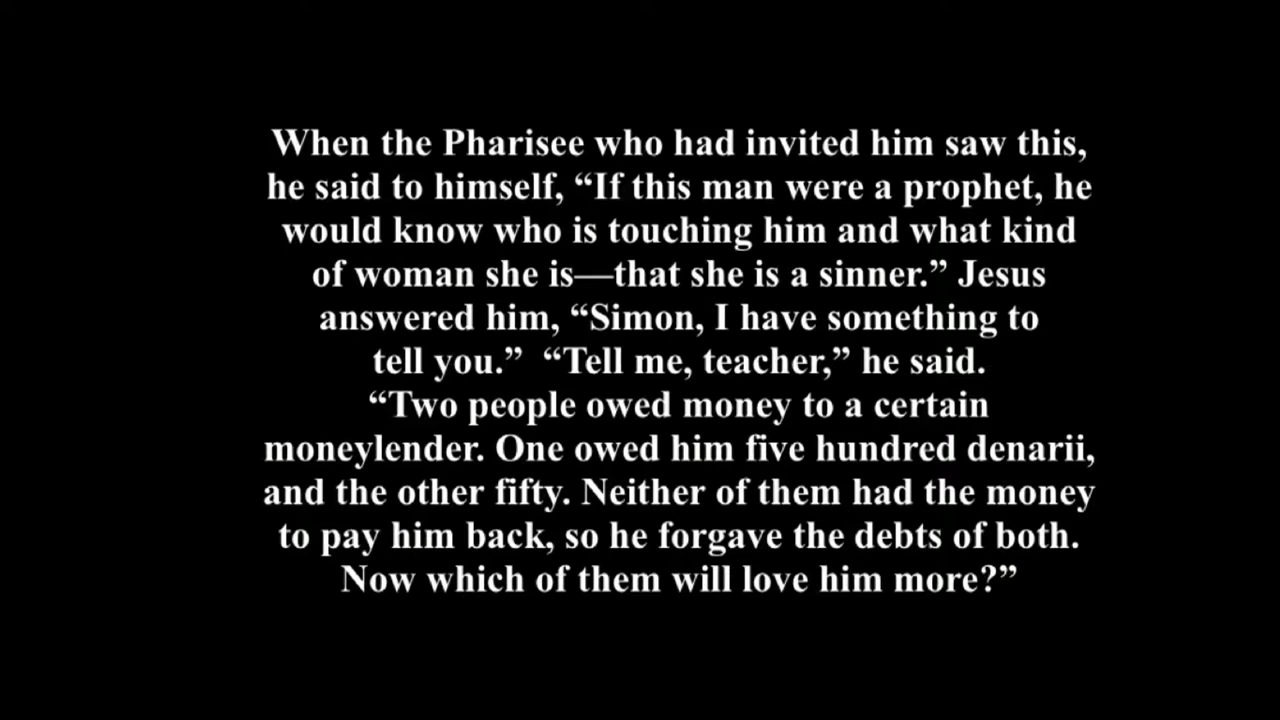 When the Pharisee who had invited him saw this,
he said to himself, “If this man were a prophet, he
would know who is touching him and what kind
of woman she is—that she is a sinner.” Jesus
answered him, “Simon, I have something to
tell you.”  “Tell me, teacher,” he said.
“Two people owed money to a certain
moneylender. One owed him five hundred denarii,
and the other fifty. Neither of them had the money
to pay him back, so he forgave the debts of both.
Now which of them will love him more?”